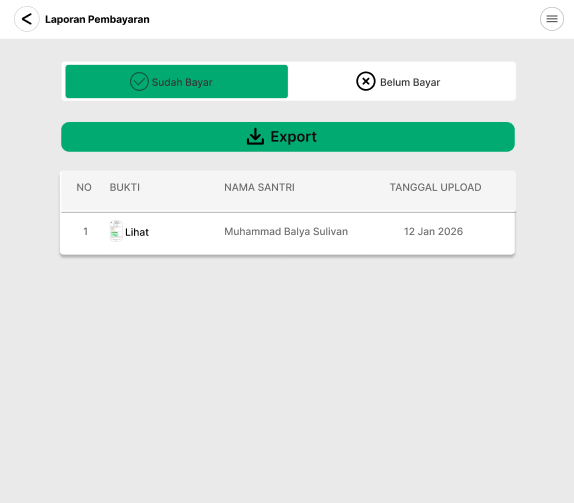 Laporan Pembayaran
Sudah Bayar
Belum Bayar
Export
NO BUKTI NAMA SANTRI TANGGAL UPLOAD
1 Lihat Muhammad Balya Sulivan 12 Jan 2026